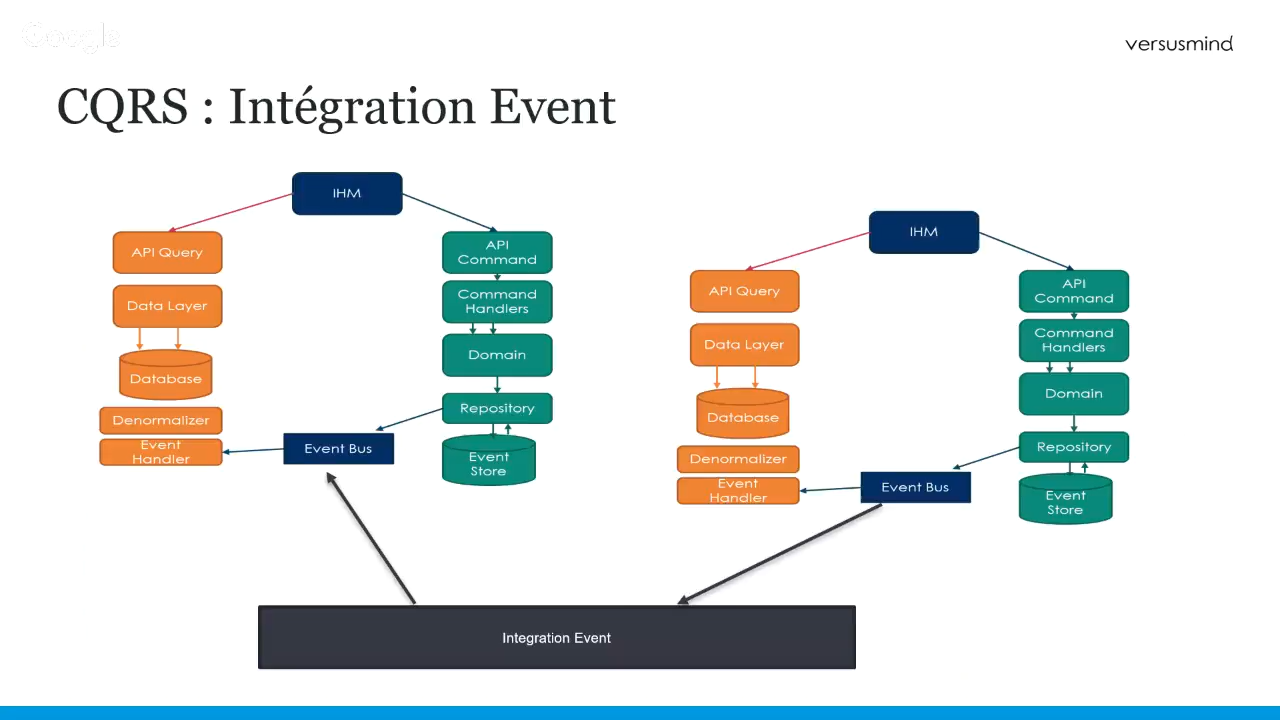 Google
versusmind
CQRS : Intégration Event
IHM
API Query
API
Command
Data Layer
Command
Handlers
Domain
Database
Repository
Denormalizer
Event
Handler
Event Bus
Event
Store
IHM
API Query
API
Command
Data Layer
Command
Handlers
Domain
Database
Repository
Denormalizer
Event
Handler
Event Bus
Event
Store
Integration Event